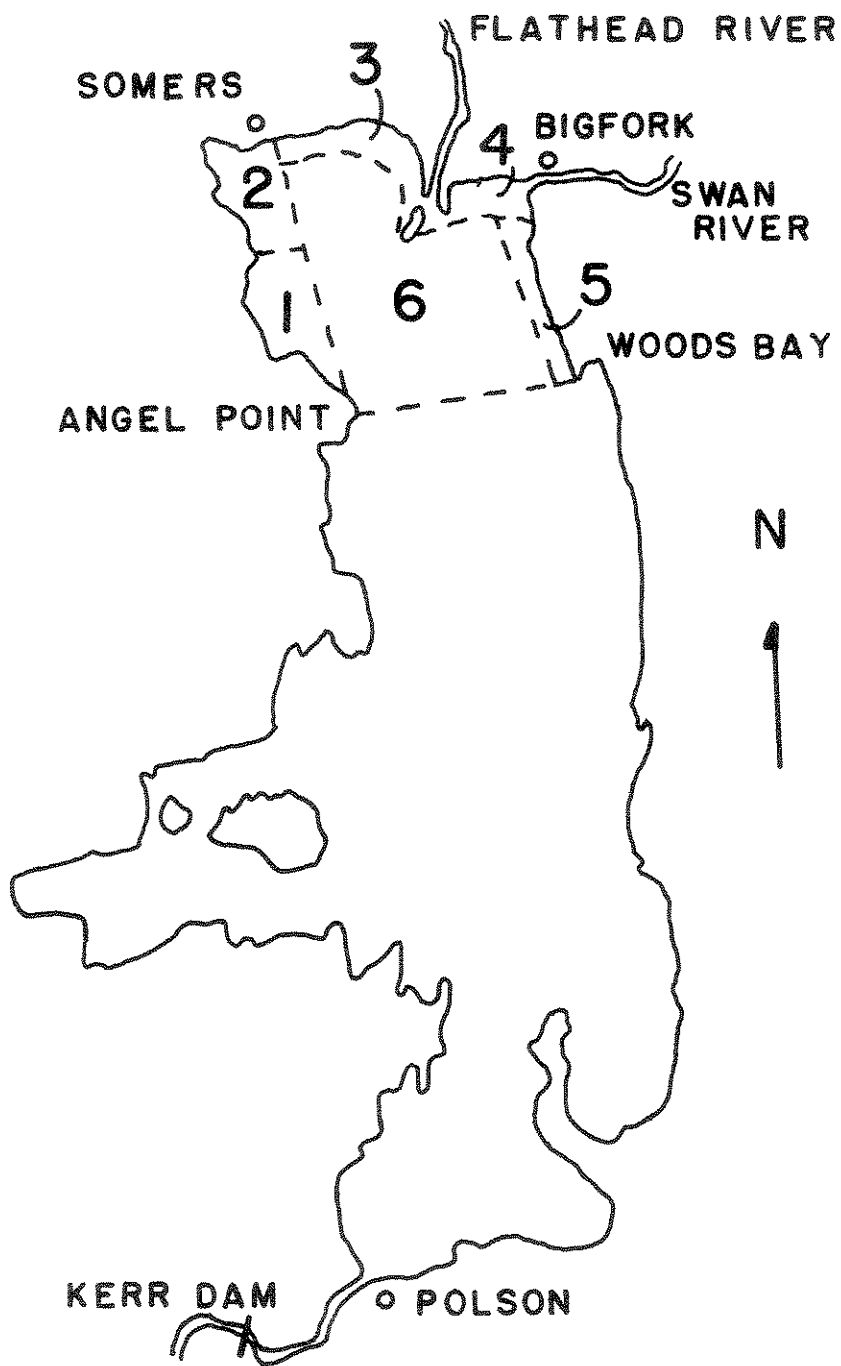 FLATHEAD RIVER
3
SOMERS
4
BIGFORK
2
SWAN
RIVER
1
6
5
WOODS BAY
ANGEL POINT
N
KERR DAM
POLSON